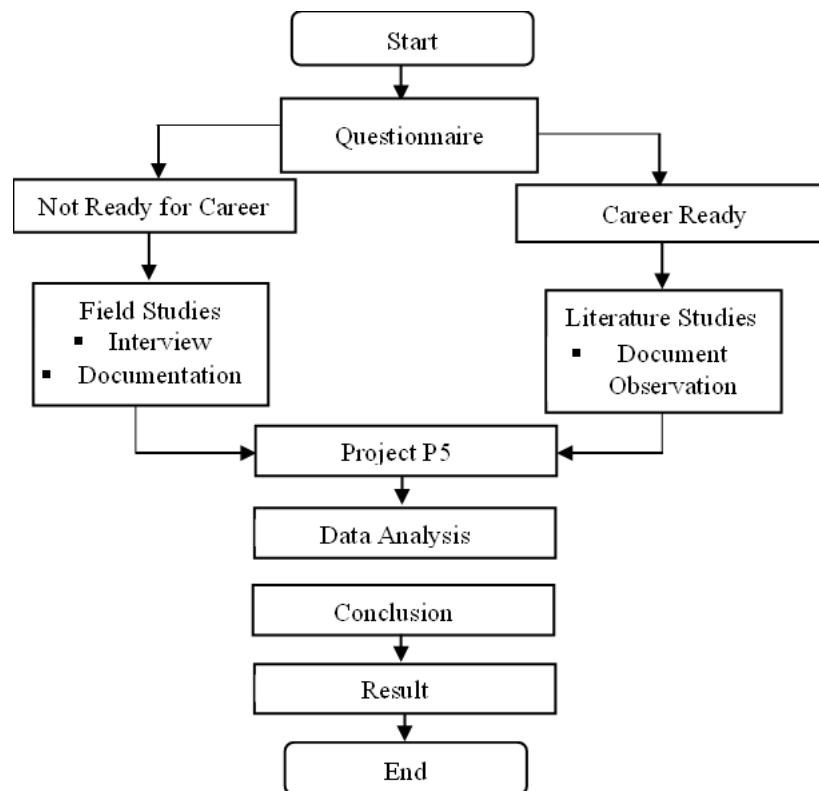 Start
Questionnaire
Not Ready for Career
Career Ready
Field Studies
▪ Interview
▪ Documentation
Literature Studies
▪ Document
Observation
Project P5
Data Analysis
Conclusion
Result
End